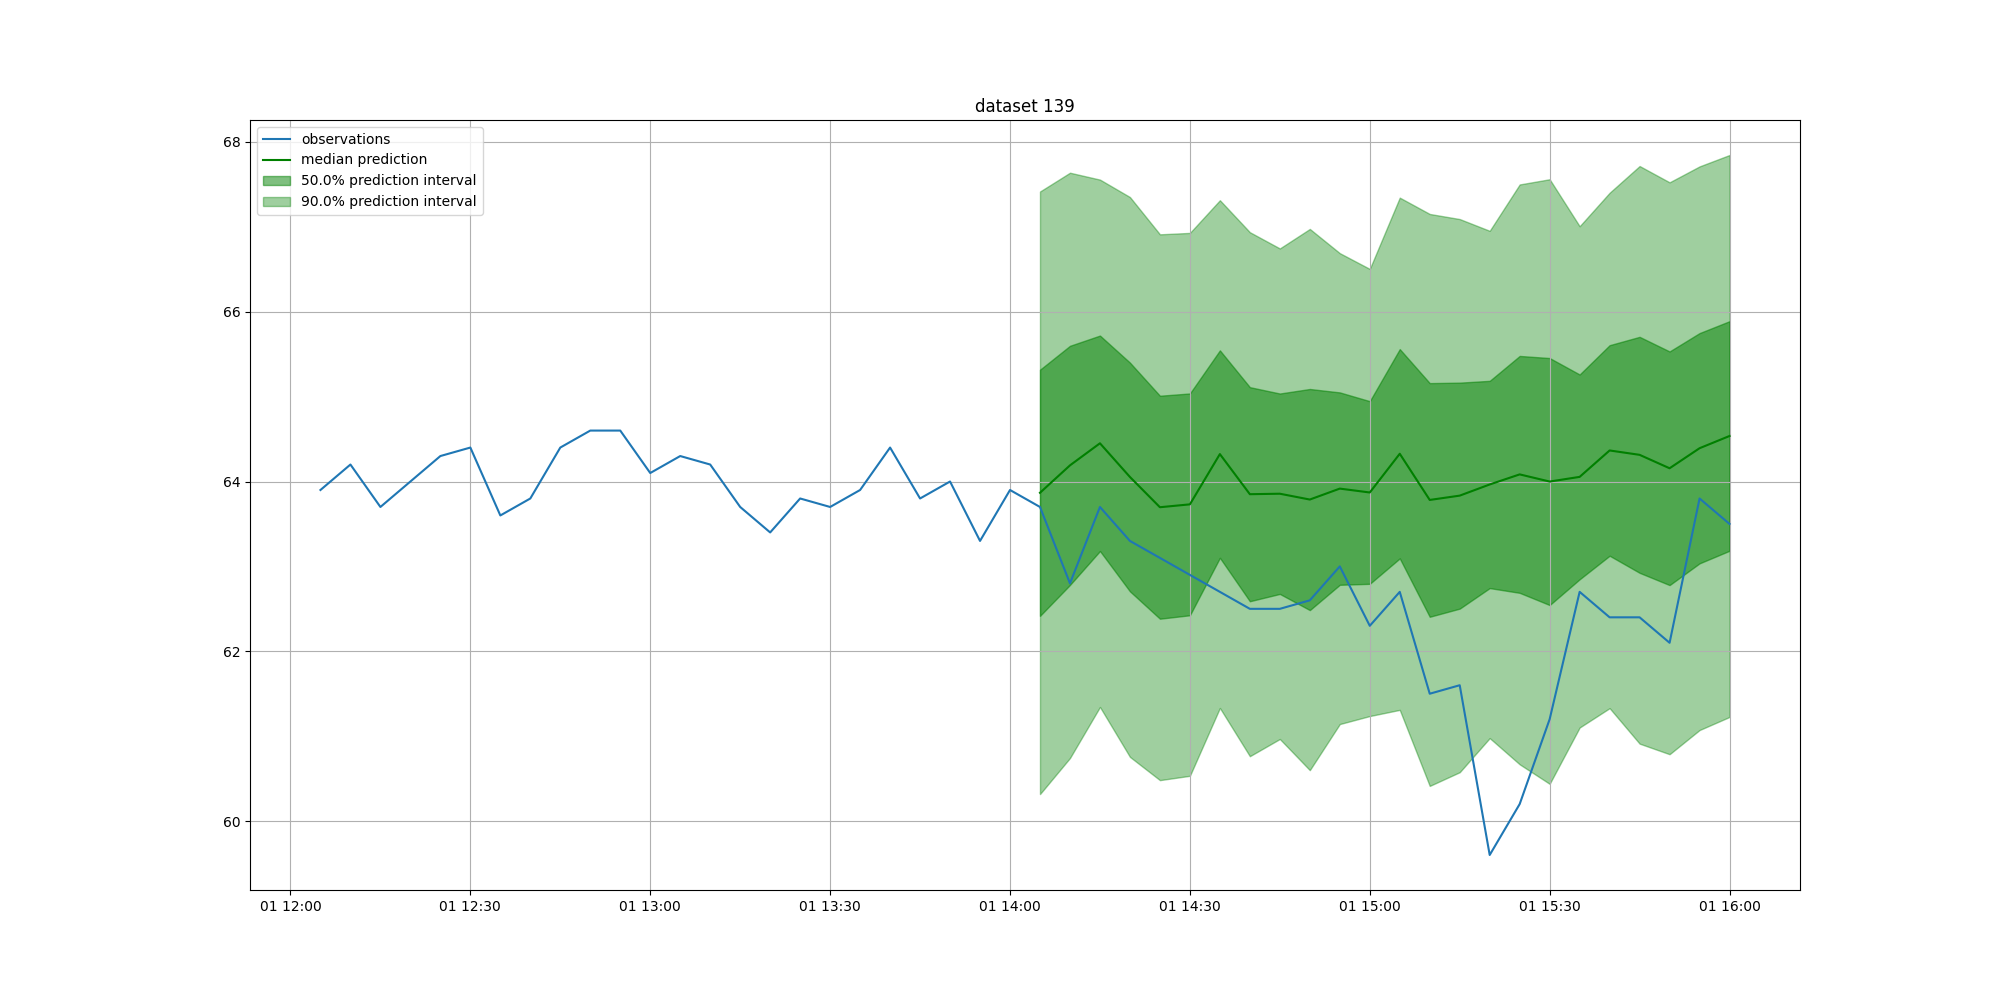 dataset 139
observations
median prediction
50.0% prediction interval
90.0% prediction interval
68
66
64
62
60
01 12:00
01 12:30
01 13:00
01 13:30
01 14:00
01 14:30
01 15:00
01 15:30
01 16:00